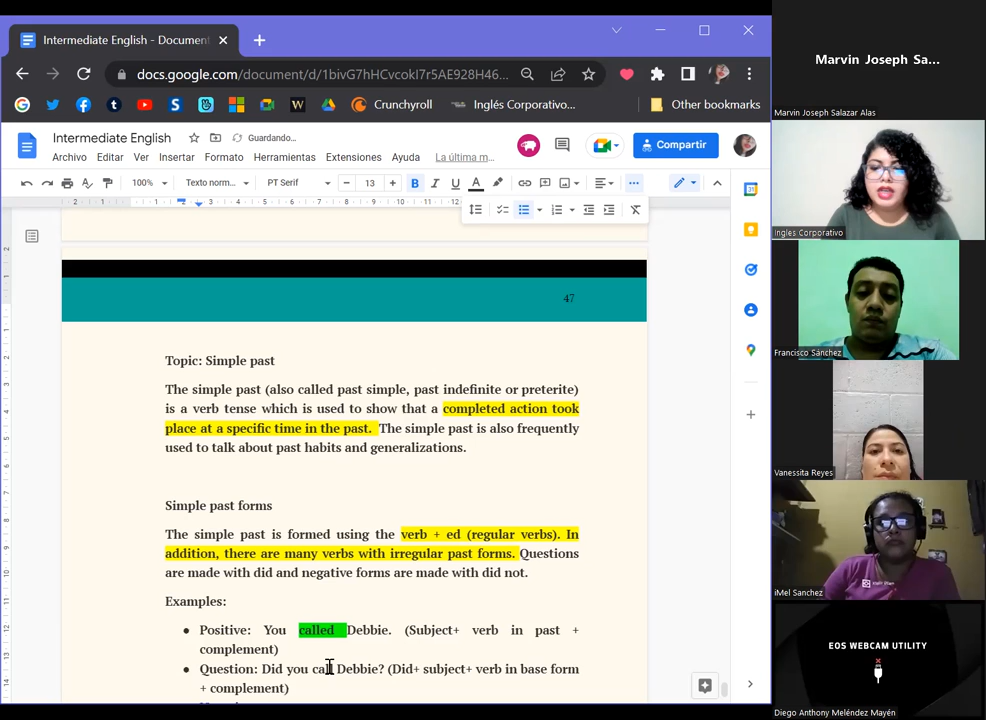 Intermediate English - Document
docs.google.com/document/d/1bivG7hHCvcokI7r5AE928H46...
Crunchyroll
Inglés Corporativo...
Other bookmarks
Intermediate English
Guardando...
Archivo Editar Ver Insertar Formato Herramientas Extensiones Ayuda La última m...
Compartir
100% Texto norm... PT Serif 13
47
Topic: Simple past
The simple past (also called past simple, past indefinite or preterite)
is a verb tense which is used to show that a completed action took
place at a specific time in the past. The simple past is also frequently
used to talk about past habits and generalizations.
Simple past forms
The simple past is formed using the verb + ed (regular verbs). In
addition, there are many verbs with irregular past forms. Questions
are made with did and negative forms are made with did not.
Examples:
Positive: You called Debbie. (Subject+ verb in past +
complement)
Question: Did you call Debbie? (Did+ subject+ verb in base form
+ complement)
Marvin Joseph Sa...
Marvin Joseph Salazar Alas
Ingles Corporativo
Francisco Sánchez
Vanessita Reyes
iMel Sanchez
EOS WEBCAM UTILITY
Diego Anthony Meléndez Mayén